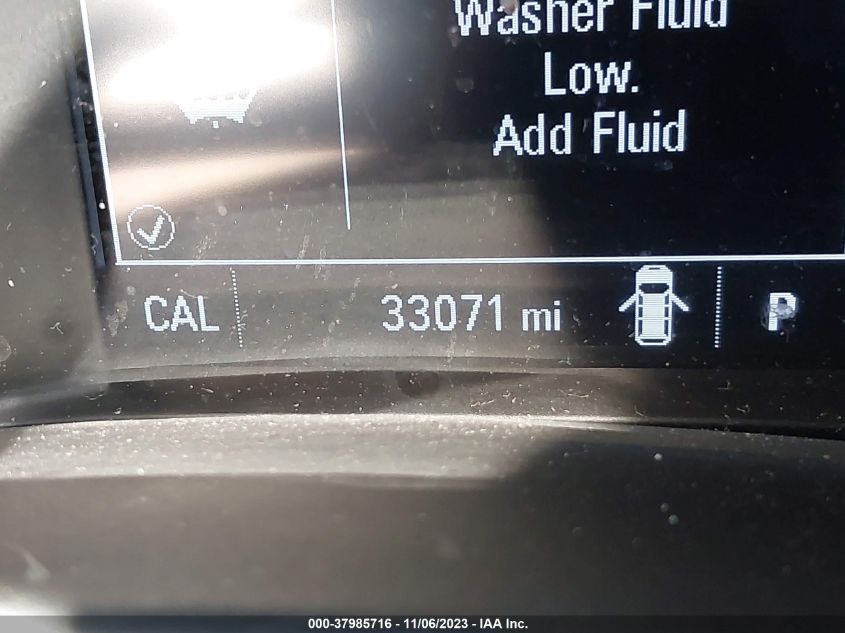 Washer Fluid
Low.
Add Fluid
CAL 33071 mi P
000-37985716 - 11/06/2023 - IAA Inc.